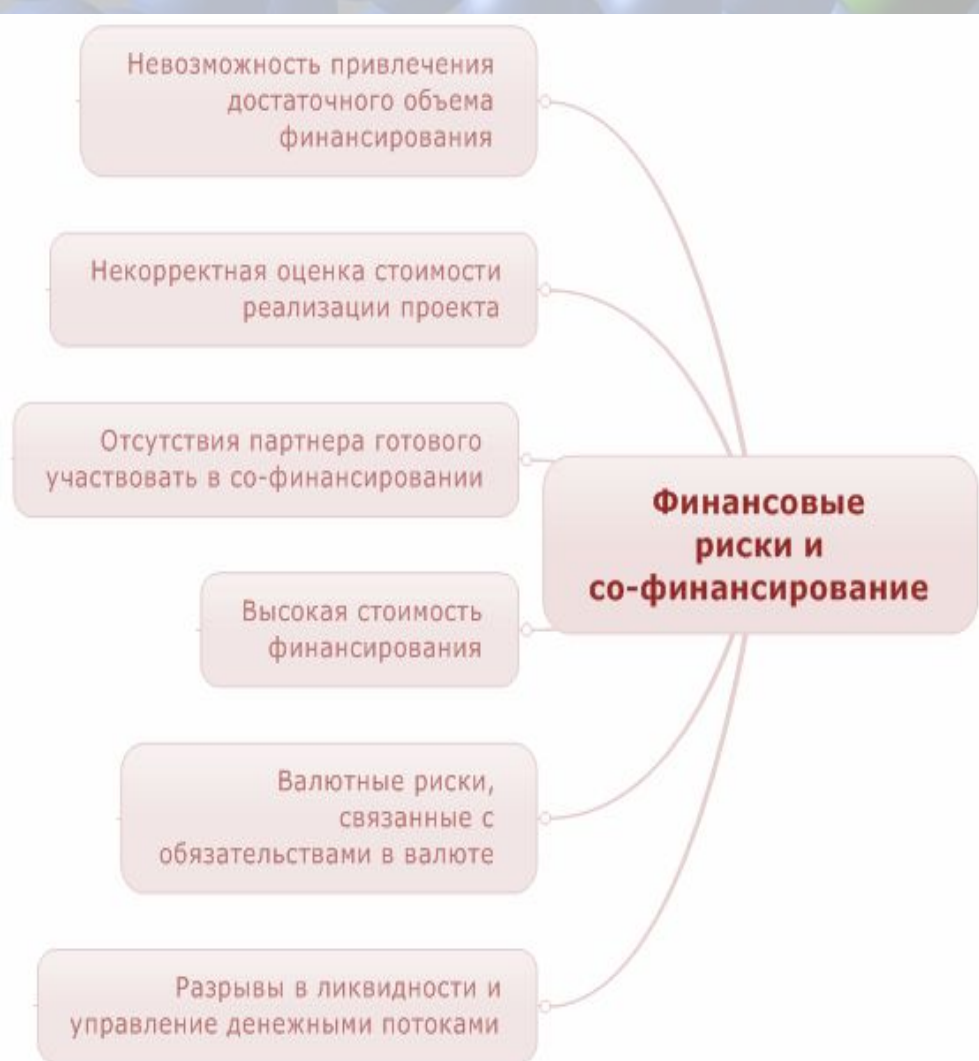 Невозможность привлечения
достаточного объема
финансирования
Некорректная оценка стоимости
реализации проекта
Отсутствия партнера готового
участвовать в со-финансировании
Финансовые
риски и
со-финансирование
Высокая стоимость
финансирования
Валютные риски,
связанные с
обязательствами в валюте
Разрывы в ликвидности и
управление денежными потоками